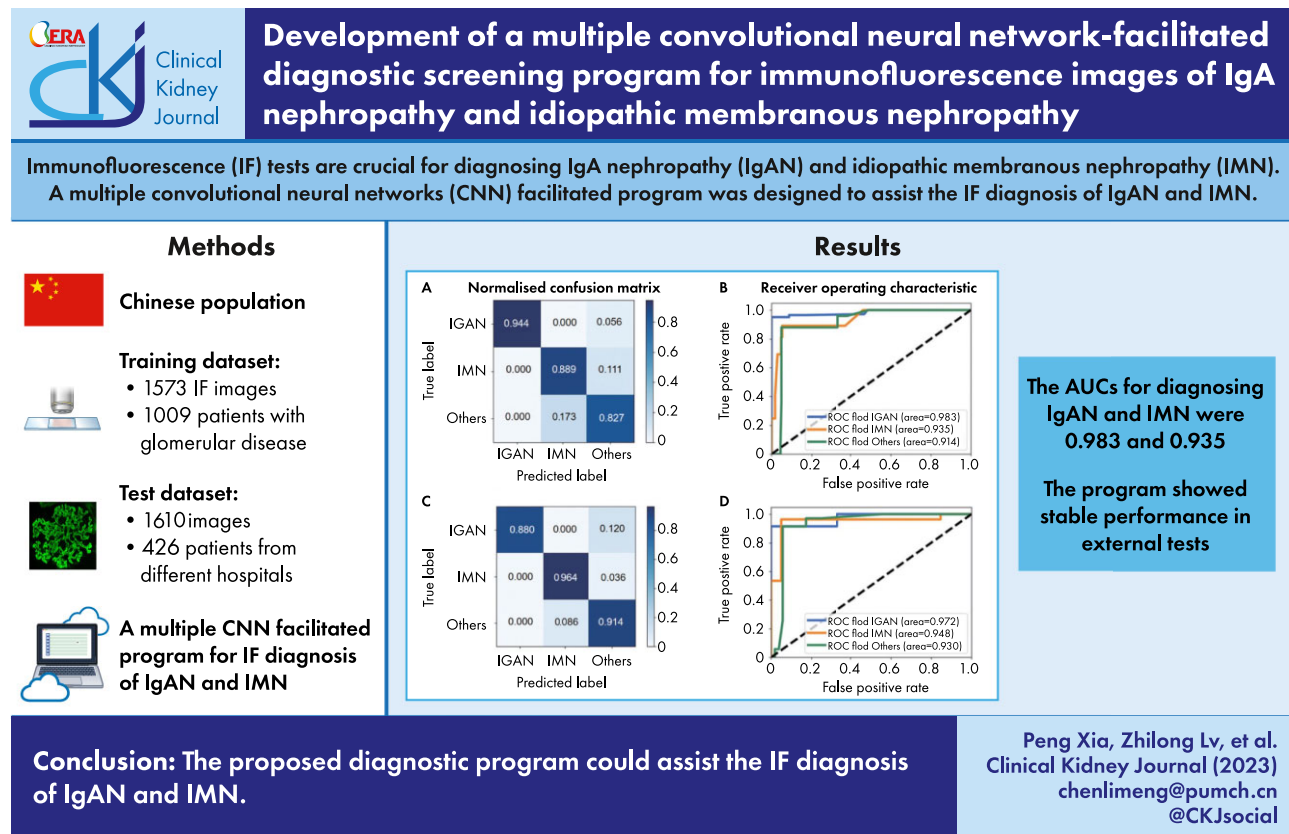 ERA
CKJ
Clinical
Kidney
Journal
Development of a multiple convolutional neural network-facilitated
diagnostic screening program for immunofluorescence images of IgA
nephropathy and idiopathic membranous nephropathy
Immunofluorescence (IF) tests are crucial for diagnosing IgA nephropathy (IgAN) and idiopathic membranous nephropathy (IMN).
A multiple convolutional neural networks (CNN) facilitated program was designed to assist the IF diagnosis of IgAN and IMN.
Methods
Chinese population
Training dataset:
• 1573 IF images
• 1009 patients with
glomerular disease
Test dataset:
• 1610 images
• 426 patients from
different hospitals
A multiple CNN facilitated
program for IF diagnosis
of IgAN and IMN
Results
A Normalised confusion matrix
True label
IGAN 0.944 0.000 0.056
IMN 0.000 0.889 0.111
Others 0.000 0.173 0.827
IGAN IMN Others
Predicted label
0.8
0.6
0.4
0.2
0
B Receiver operating characteristic
True postive rate
1.0
0.8
0.6
0.4
0.2
0
ROC flod IGAN (area=0.983)
ROC flod IMN (area=0.935)
ROC flod Others (area=0.914)
0 0.2 0.4 0.6 0.8 1.0
False positive rate
C
True label
IGAN 0.880 0.000 0.120
IMN 0.000 0.964 0.036
Others 0.000 0.086 0.914
IGAN IMN Others
Predicted label
0.8
0.6
0.4
0.2
0
D
True postive rate
1.0
0.8
0.6
0.4
0.2
0
ROC flod IGAN (area=0.972)
ROC flod IMN (area=0.948)
ROC flod Others (area=0.930)
0 0.2 0.4 0.6 0.8 1.0
False positive rate
The AUCs for diagnosing
IgAN and IMN were
0.983 and 0.935
The program showed
stable performance in
external tests
Conclusion: The proposed diagnostic program could assist the IF diagnosis
of IgAN and IMN.
Peng Xia, Zhilong Lv, et al.
Clinical Kidney Journal (2023)
chenlimeng@pumch.cn
@CKJsocial